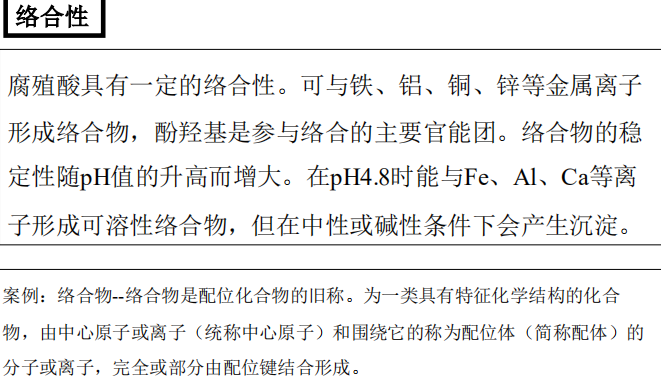 络合性
腐殖酸具有一定的络合性。可与铁、铝、铜、锌等金属离子
形成络合物，酚羟基是参与络合的主要官能团。络合物的稳
定性随pH值的升高而增大。在pH4.8时能与Fe、Al、Ca等离
子形成可溶性络合物，但在中性或碱性条件下会产生沉淀。
案例：络合物--络合物是配位化合物的旧称。为一类具有特征化学结构的化合
物，由中心原子或离子（统称中心原子）和围绕它的称为配位体（简称配体）的
分子或离子，完全或部分由配位键结合形成。